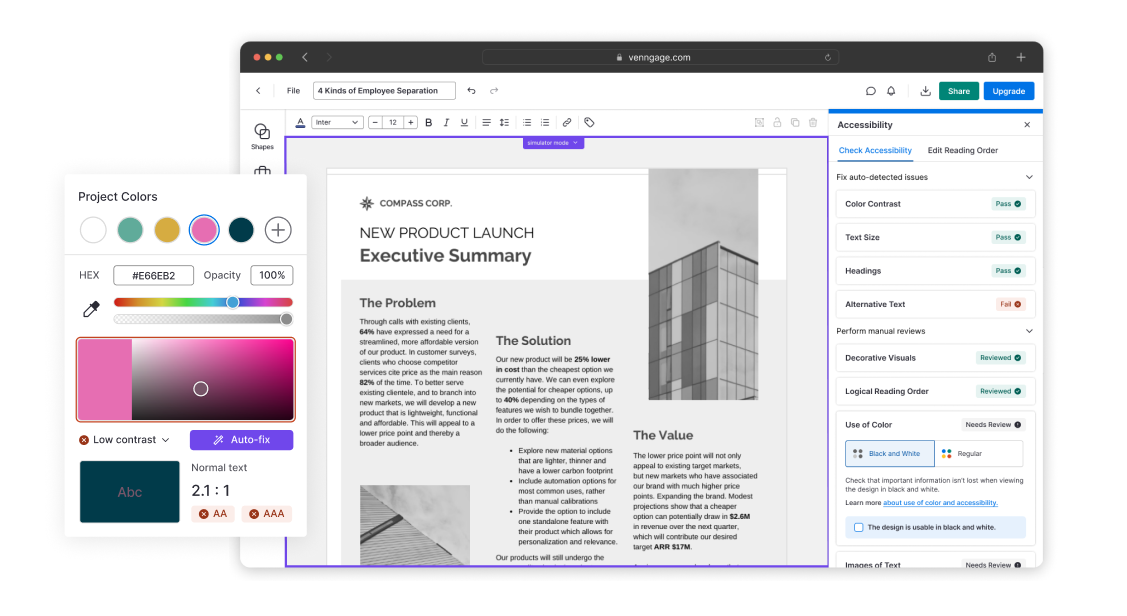 venngage.com
File
4 Kinds of Employee Separation
Share
Upgrade
A
Inter
12
B
I
U
Shapes
simulator mode
Project Colors
HEX
#E66EB2
Opacity
100%
Low contrast
Auto-fix
Abc
Normal text
2.1 : 1
AA
AAA
COMPASS CORP.
NEW PRODUCT LAUNCH
Executive Summary
The Problem
Through calls with existing clients,
64% have expressed a need for a
streamlined, more affordable version
of our product. In customer surveys,
clients who choose competitor
services cite price as the main reason
82% of the time. To better serve
existing clientele, and to branch into
new markets, we will develop a new
product that is lightweight, functional
and affordable. This will appeal to a
lower price point and thereby a
broader audience.
The Solution
Our new product will be 25% lower
in cost than the cheapest option we
currently have. We can even explore
the potential for cheaper options, up
to 40% depending on the types of
features we wish to bundle together.
In order to offer these prices, we will
do the following:
• Explore new material options
that are lighter, thinner and
have a lower carbon footprint
• Include automation options for
most common uses, rather
than manual calibrations
• Provide the option to include
one standalone feature with
their product which allows for
personalization and relevance.
Our products will still undergo the
The Value
The lower price point will not only
appeal to existing target markets,
but new markets who have associated
our brand with much higher price
points. Expanding the brand. Modest
projections show that a cheaper
option can potentially draw in $2.6M
in revenue over the next quarter,
which will contribute our desired
target ARR $17M.
Accessibility
Check Accessibility
Edit Reading Order
Fix auto-detected issues
Color Contrast
Pass
Text Size
Pass
Headings
Pass
Alternative Text
Fail
Perform manual reviews
Decorative Visuals
Reviewed
Logical Reading Order
Reviewed
Use of Color
Needs Review
Black and White
Regular
Check that important information isn't lost when viewing
the design in black and white.
Learn more about use of color and accessibility.
The design is usable in black and white.
Images of Text
Needs Review